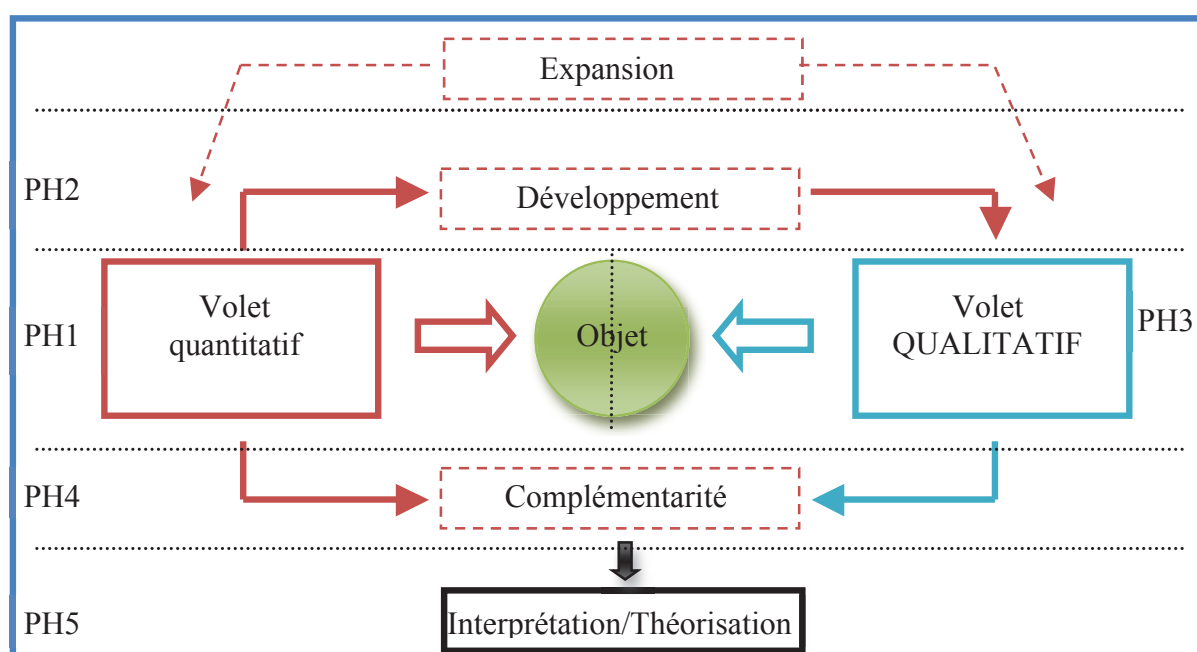 Expansion
PH2
Développement
PH1
Volet
quantitatif
Objet
Volet
QUALITATIF
PH3
PH4
Complémentarité
PH5
Interprétation/Théorisation